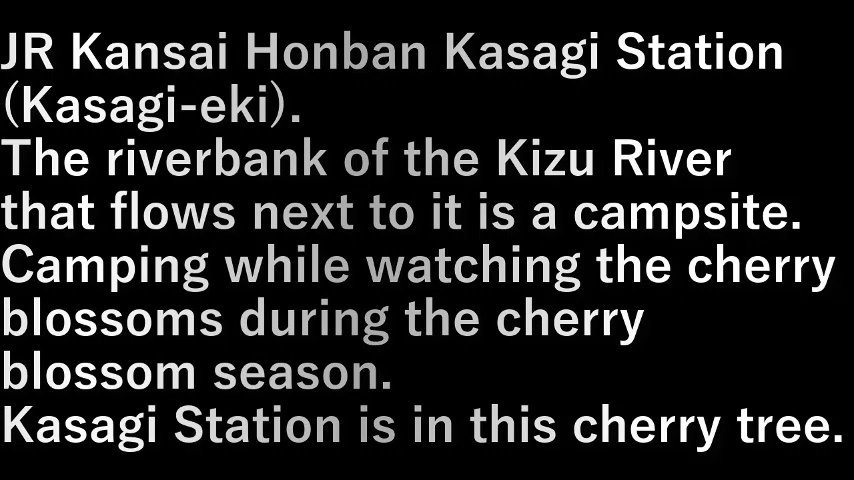 JR Kansai Honban Kasagi Station
(Kasagi-eki).
The riverbank of the Kizu River
that flows next to it is a campsite.
Camping while watching the cherry
blossoms during the cherry
blossom season.
Kasagi Station is in this cherry tree.